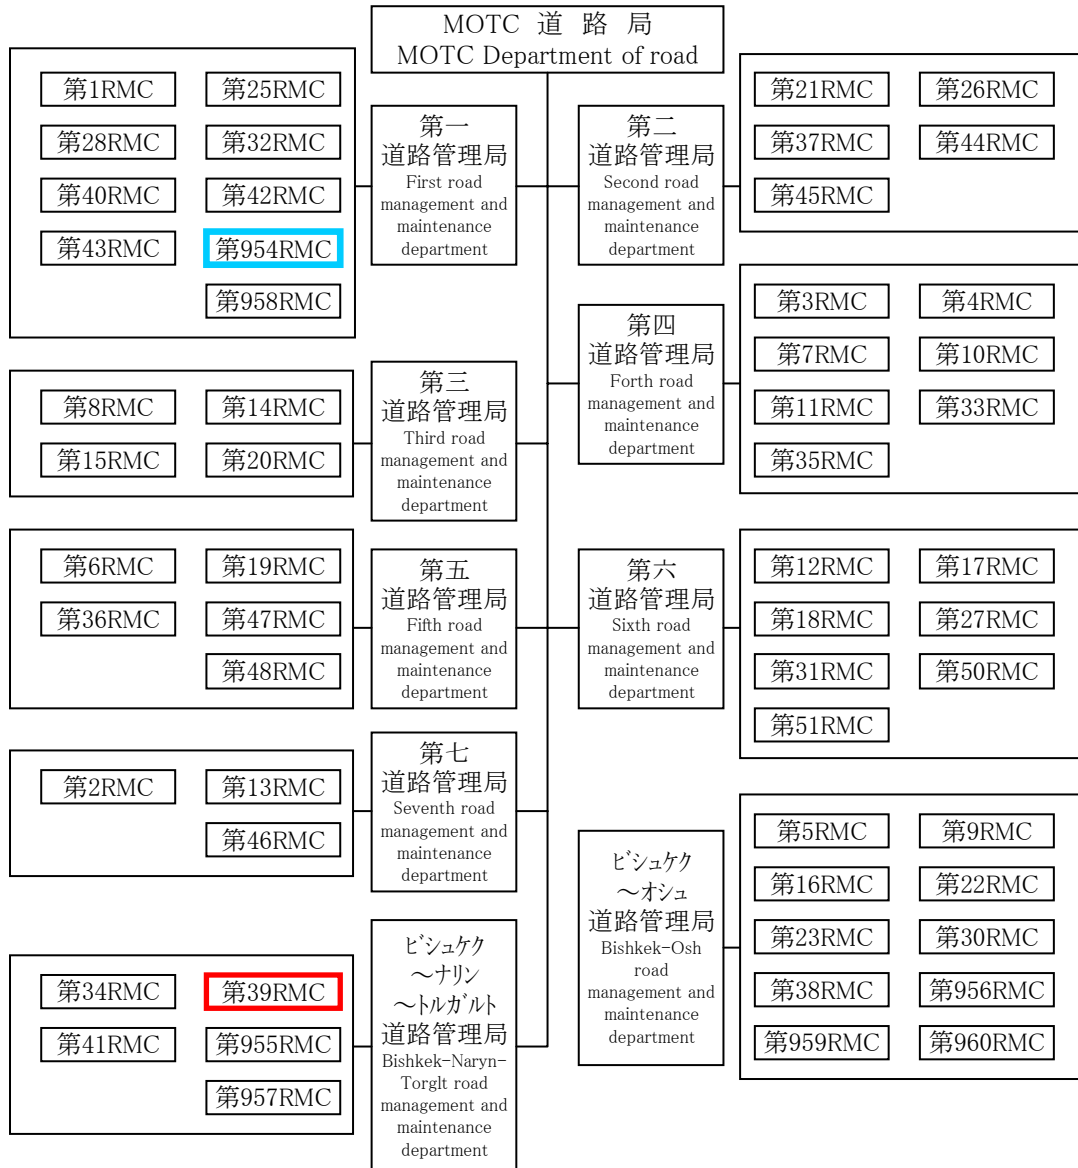 MOTC 道 路 局
MOTC Department of road
第1RMC
第25RMC
第28RMC
第32RMC
第40RMC
第42RMC
第43RMC
第954RMC
第958RMC
第一
道路管理局
First road
management and
maintenance
department
第二
道路管理局
Second road
management and
maintenance
department
第21RMC
第26RMC
第37RMC
第44RMC
第45RMC
第8RMC
第14RMC
第15RMC
第20RMC
第三
道路管理局
Third road
management and
maintenance
department
第四
道路管理局
Forth road
management and
maintenance
department
第3RMC
第4RMC
第7RMC
第10RMC
第11RMC
第33RMC
第35RMC
第6RMC
第19RMC
第36RMC
第47RMC
第48RMC
第五
道路管理局
Fifth road
management and
maintenance
department
第六
道路管理局
Sixth road
management and
maintenance
department
第12RMC
第17RMC
第18RMC
第27RMC
第31RMC
第50RMC
第51RMC
第2RMC
第13RMC
第46RMC
第七
道路管理局
Seventh road
management and
maintenance
department
ビシュケク
~オシュ
道路管理局
Bishkek-Osh
road
management and
maintenance
department
第5RMC
第9RMC
第16RMC
第22RMC
第23RMC
第30RMC
第38RMC
第956RMC
第959RMC
第960RMC
第34RMC
第39RMC
第41RMC
第955RMC
第957RMC
ビシュケク
~ナリン
~トルガルト
道路管理局
Bishkek-Naryn-
Torglt road
management and
maintenance
department